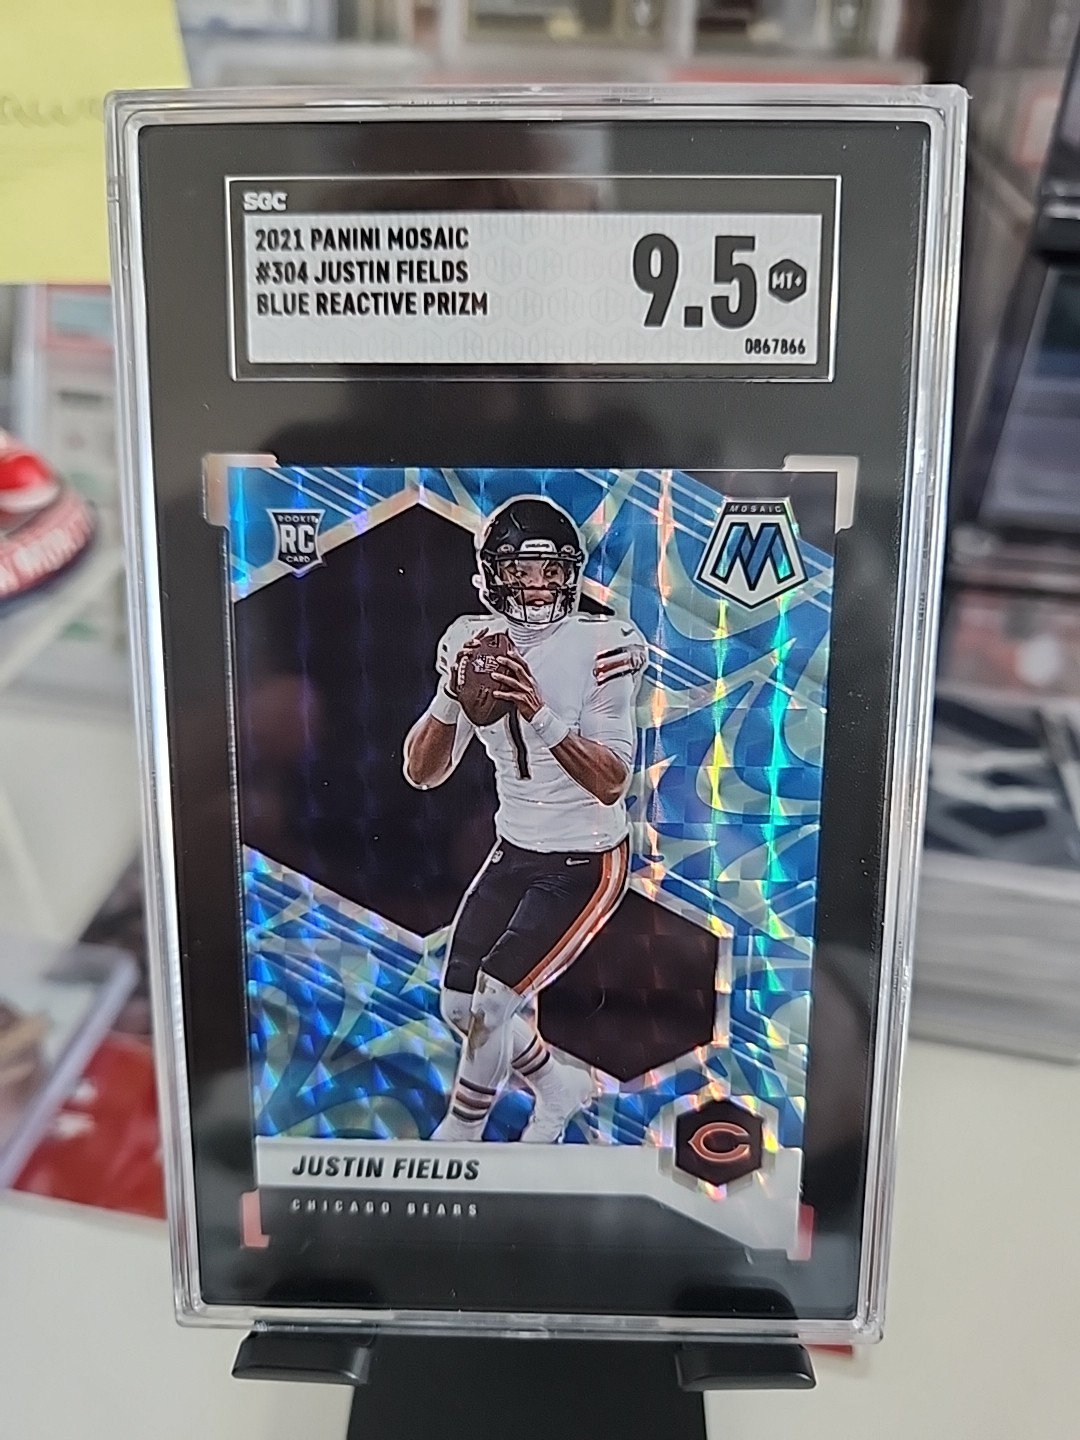 SGC
2021 PANINI MOSAIC
#304 JUSTIN FIELDS
BLUE REACTIVE PRIZM
9.5
MT+
0867866
ROOKIE
RC
CARD
MOSAIC
M
1
C
JUSTIN FIELDS
CHICAGO BEARS